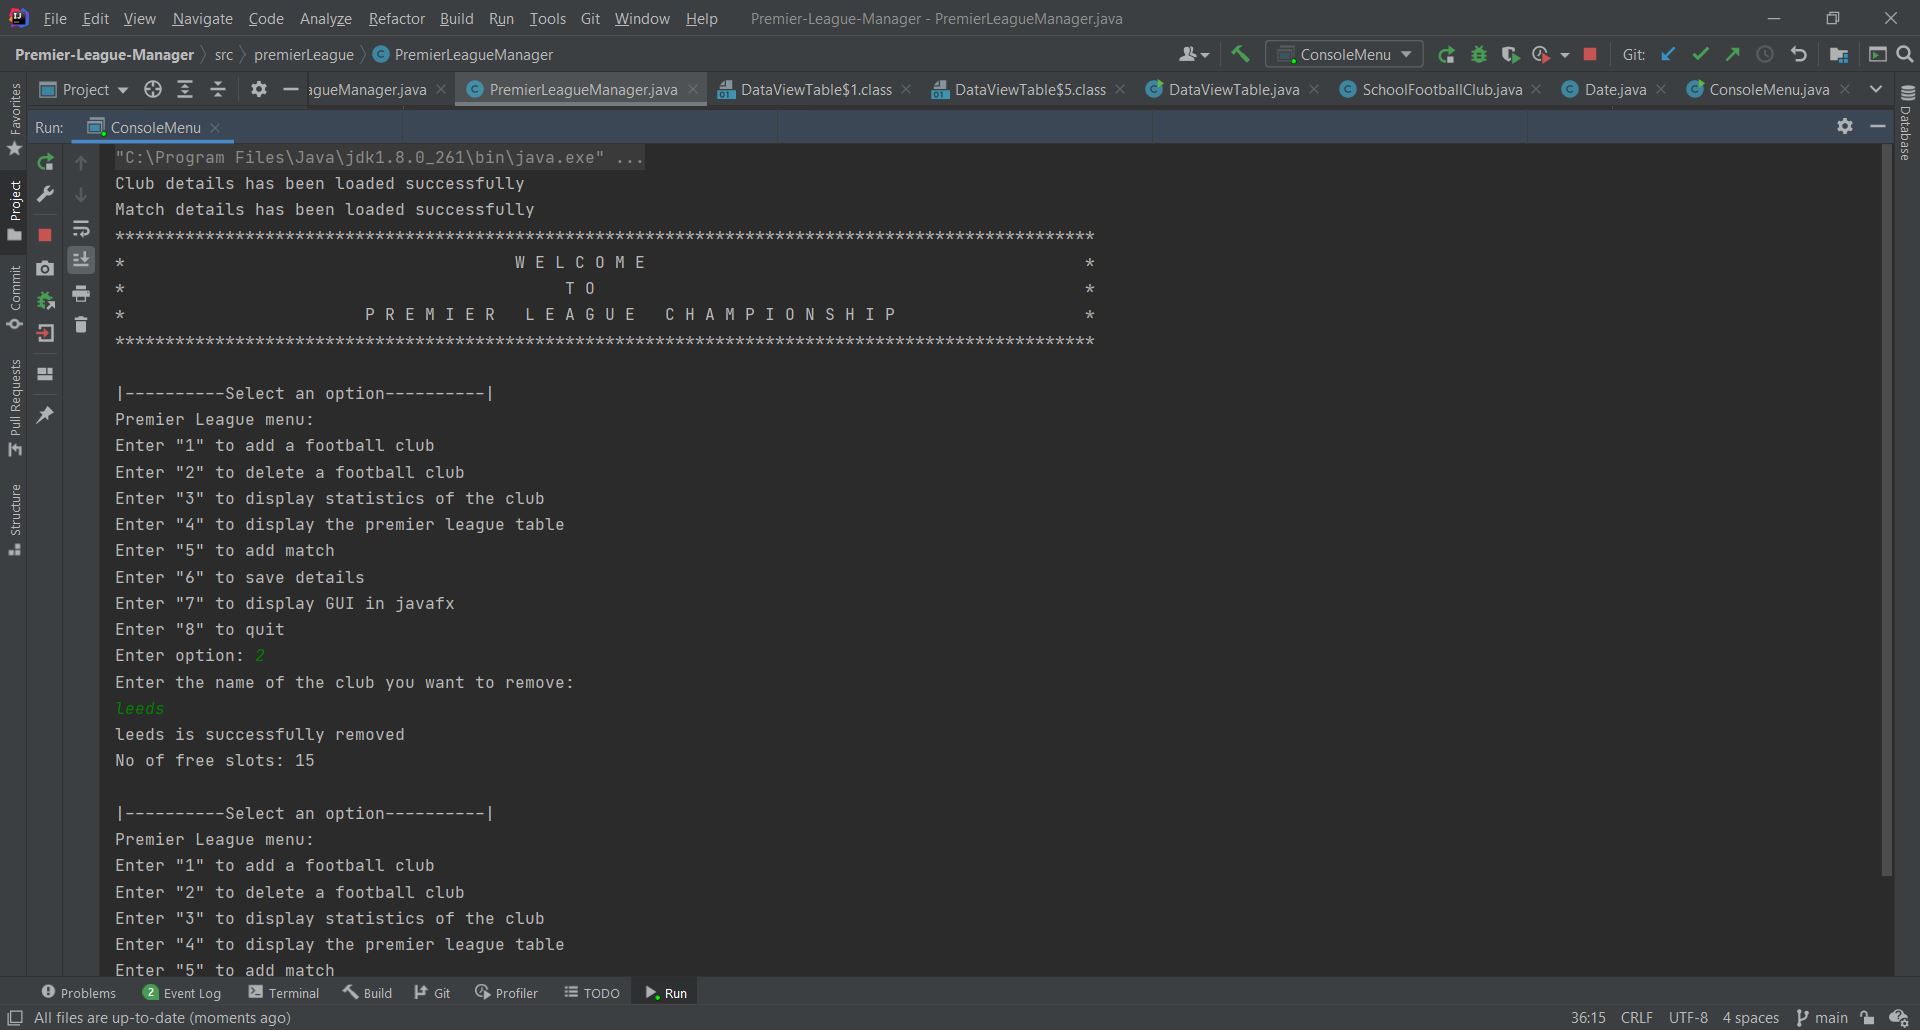 File Edit View Navigate Code Analyze Refactor Build Run Tools Git Window Help Premier-League-Manager - PremierLeagueManager.java
Premier-League-Manager src premierLeague PremierLeagueManager ConsoleMenu Git:
Project agueManager.java PremierLeagueManager.java DataViewTable$1.class DataViewTable$5.class DataViewTable.java SchoolFootballClub.java Date.java ConsoleMenu.java
Run: ConsoleMenu
Favorites
Project
Commit
Pull Requests
Structure
Database
"C:\Program Files\Java\jdk1.8.0_261\bin\java.exe" ...
Club details has been loaded successfully
Match details has been loaded successfully
**************************************************************************************************
* W E L C O M E *
* T O *
* P R E M I E R   L E A G U E   C H A M P I O N S H I P *
**************************************************************************************************
|----------Select an option----------|
Premier League menu:
Enter "1" to add a football club
Enter "2" to delete a football club
Enter "3" to display statistics of the club
Enter "4" to display the premier league table
Enter "5" to add match
Enter "6" to save details
Enter "7" to display GUI in javafx
Enter "8" to quit
Enter option: 2
Enter the name of the club you want to remove:
leeds
leeds is successfully removed
No of free slots: 15
|----------Select an option----------|
Premier League menu:
Enter "1" to add a football club
Enter "2" to delete a football club
Enter "3" to display statistics of the club
Enter "4" to display the premier league table
Enter "5" to add match
Problems 2 Event Log Terminal Build Git Profiler TODO Run
All files are up-to-date (moments ago) 36:15 CRLF UTF-8 4 spaces main